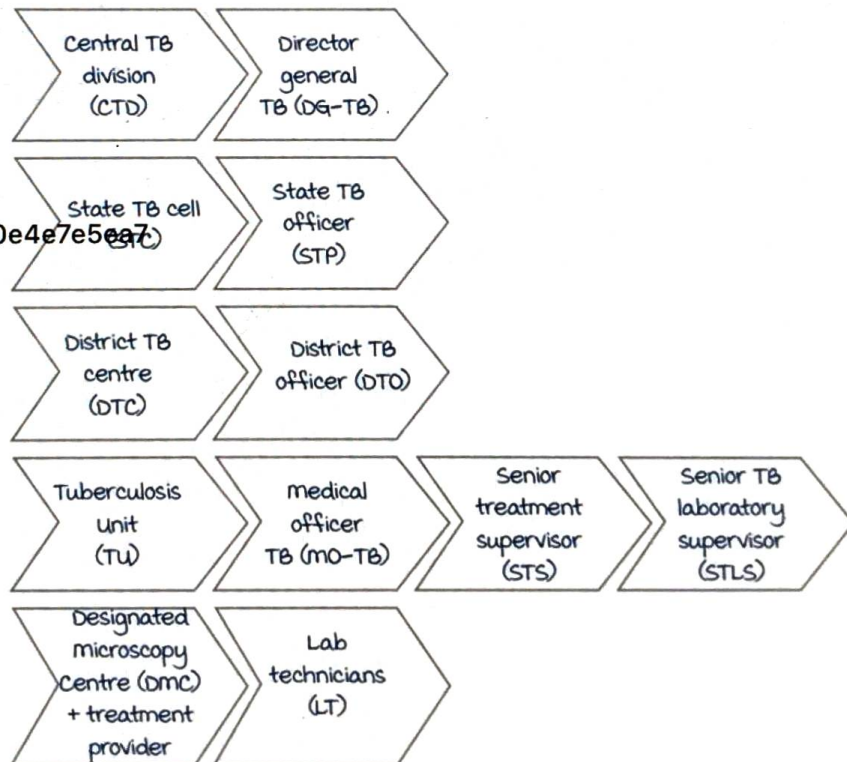 Central TB
division
(CTD)
Director
general
TB (DG-TB).
State TB cell
(STC)
0e4e7e5ea7
State TB
officer
(STP)
District TB
centre
(DTC)
District TB
officer (DTO)
Tuberculosis
unit
(TU)
medical
officer
TB (MO-TB)
Senior
treatment
supervisor
(STS)
Senior TB
laboratory
supervisor
(STLS)
Designated
microscopy
Centre (DMC)
+ treatment
provider
Lab
technicians
(LT)